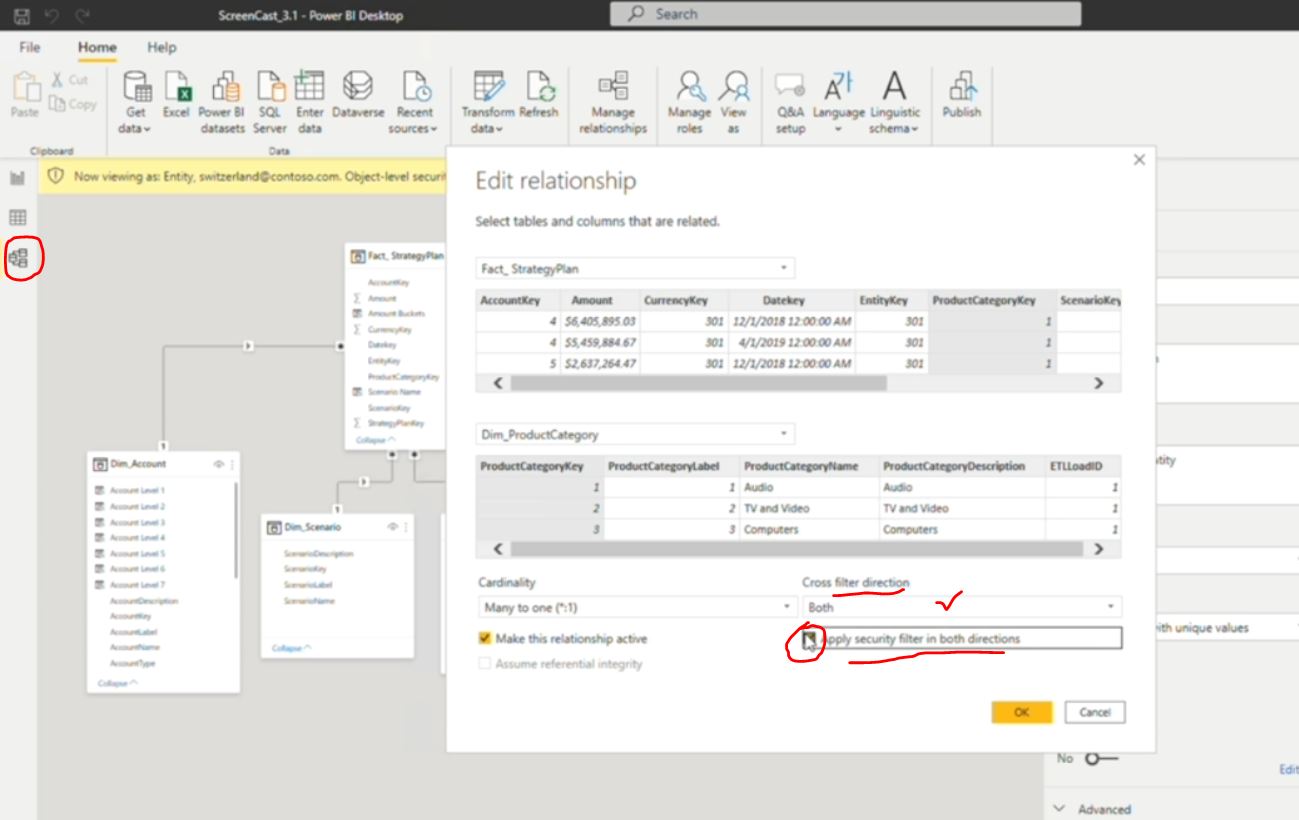 ScreenCast_3.1 - Power BI Desktop
Search
File
Home
Help
Paste
Cut
Copy
Clipboard
Get data
Excel
Power BI datasets
SQL Server
Enter data
Dataverse
Recent sources
Data
Transform data
Refresh
Manage relationships
Manage roles
View as
Q&A setup
Language
Linguistic schema
Publish
Now viewing as: Entity, switzerland@contoso.com. Object-level securit
Fact_ StrategyPlan
AccountKey
Amount
Amount Buckets
CurrencyKey
Datekey
EntityKey
ProductCategoryKey
Scenario Name
ScenarioKey
StrategyPlanKey
Collapse
1
Dim_Account
Account Level 1
Account Level 2
Account Level 3
Account Level 4
Account Level 5
Account Level 6
Account Level 7
AccountDescription
AccountKey
AccountLabel
AccountName
AccountType
Collapse
1
Dim_Scenario
ScenarioDescription
ScenarioKey
ScenarioLabel
ScenarioName
Collapse
Edit relationship
Select tables and columns that are related.
Fact_ StrategyPlan
AccountKey Amount CurrencyKey Datekey EntityKey ProductCategoryKey ScenarioKey
4 $6,405,895.03 301 12/1/2018 12:00:00 AM 301 1
4 $5,459,884.67 301 4/1/2019 12:00:00 AM 301 1
5 $2,637,264.47 301 12/1/2018 12:00:00 AM 301 1
Dim_ProductCategory
ProductCategoryKey ProductCategoryLabel ProductCategoryName ProductCategoryDescription ETLLoadID
1 1 Audio Audio 1
2 2 TV and Video TV and Video 1
3 3 Computers Computers 1
Cardinality
Many to one (*:1)
Cross filter direction
Both
Make this relationship active
Apply security filter in both directions
Assume referential integrity
OK
Cancel
ntity
with unique values
No
Edit
Advanced